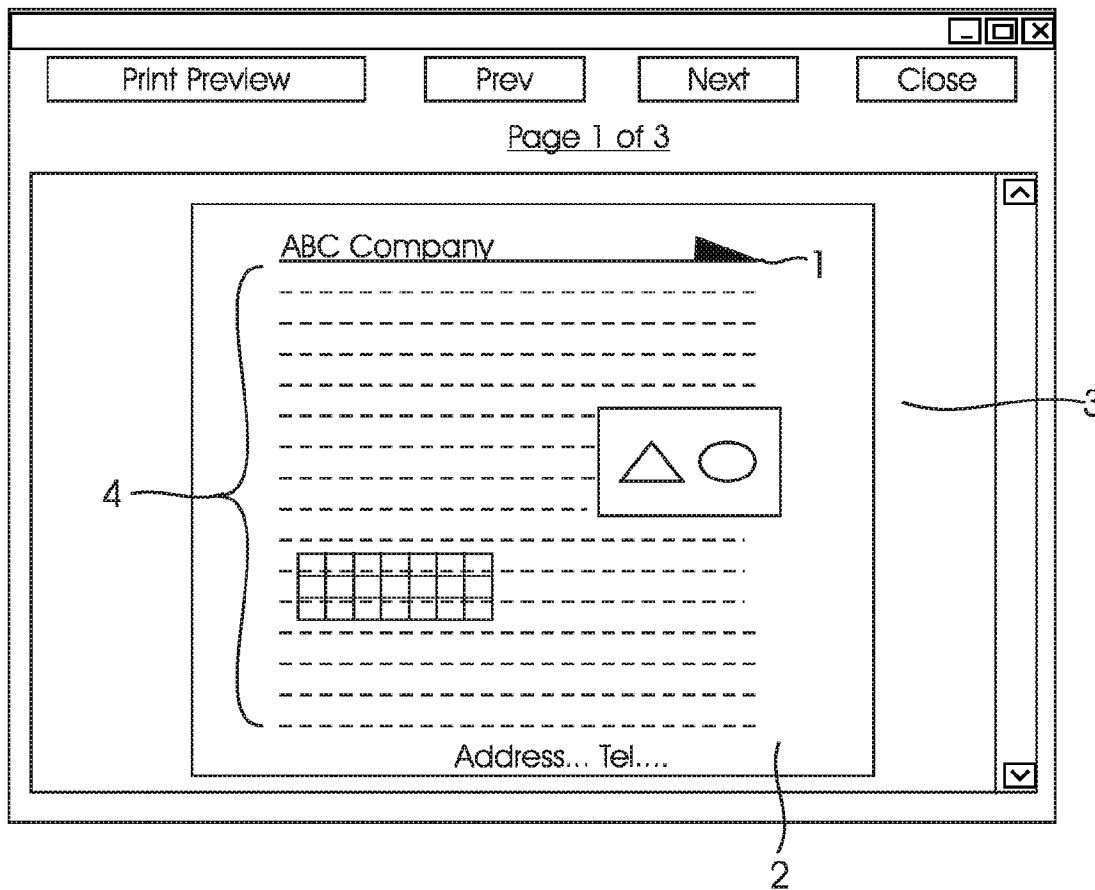 Print Preview Prev Next Close
Page 1 of 3
ABC Company
1
3
4
Address... Tel....
2